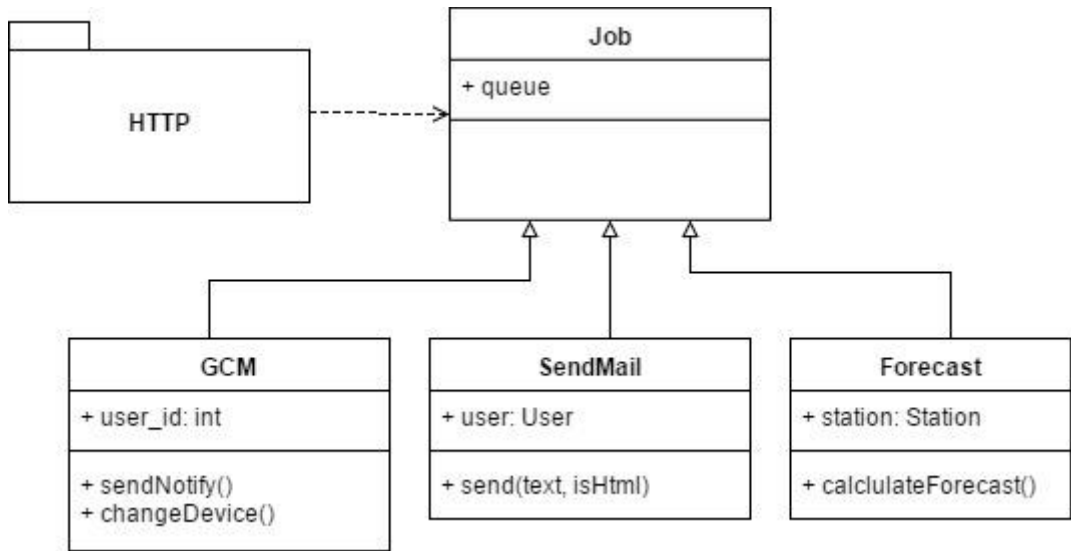 HTTP
Job
+ queue
GCM
+ user_id: int
+ sendNotify()
+ changeDevice()
SendMail
+ user: User
+ send(text, isHtml)
Forecast
+ station: Station
+ calclulateForecast()